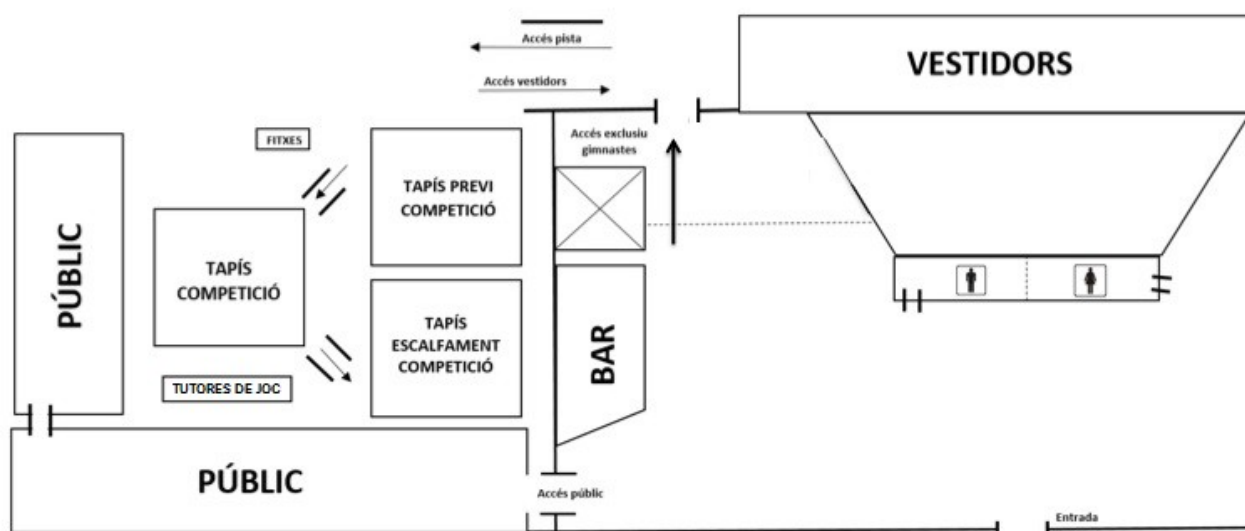 Accés pista
VESTIDORS
Accés vestidors
FITXES
Accés exclusiu
gimnastes
TAPÍS PREVI
COMPETICIÓ
PÚBLIC
TAPÍS
COMPETICIÓ
TAPÍS
ESCALFAMENT
COMPETICIÓ
BAR
TUTORES DE JOC
PÚBLIC
Accés públic
Entrada